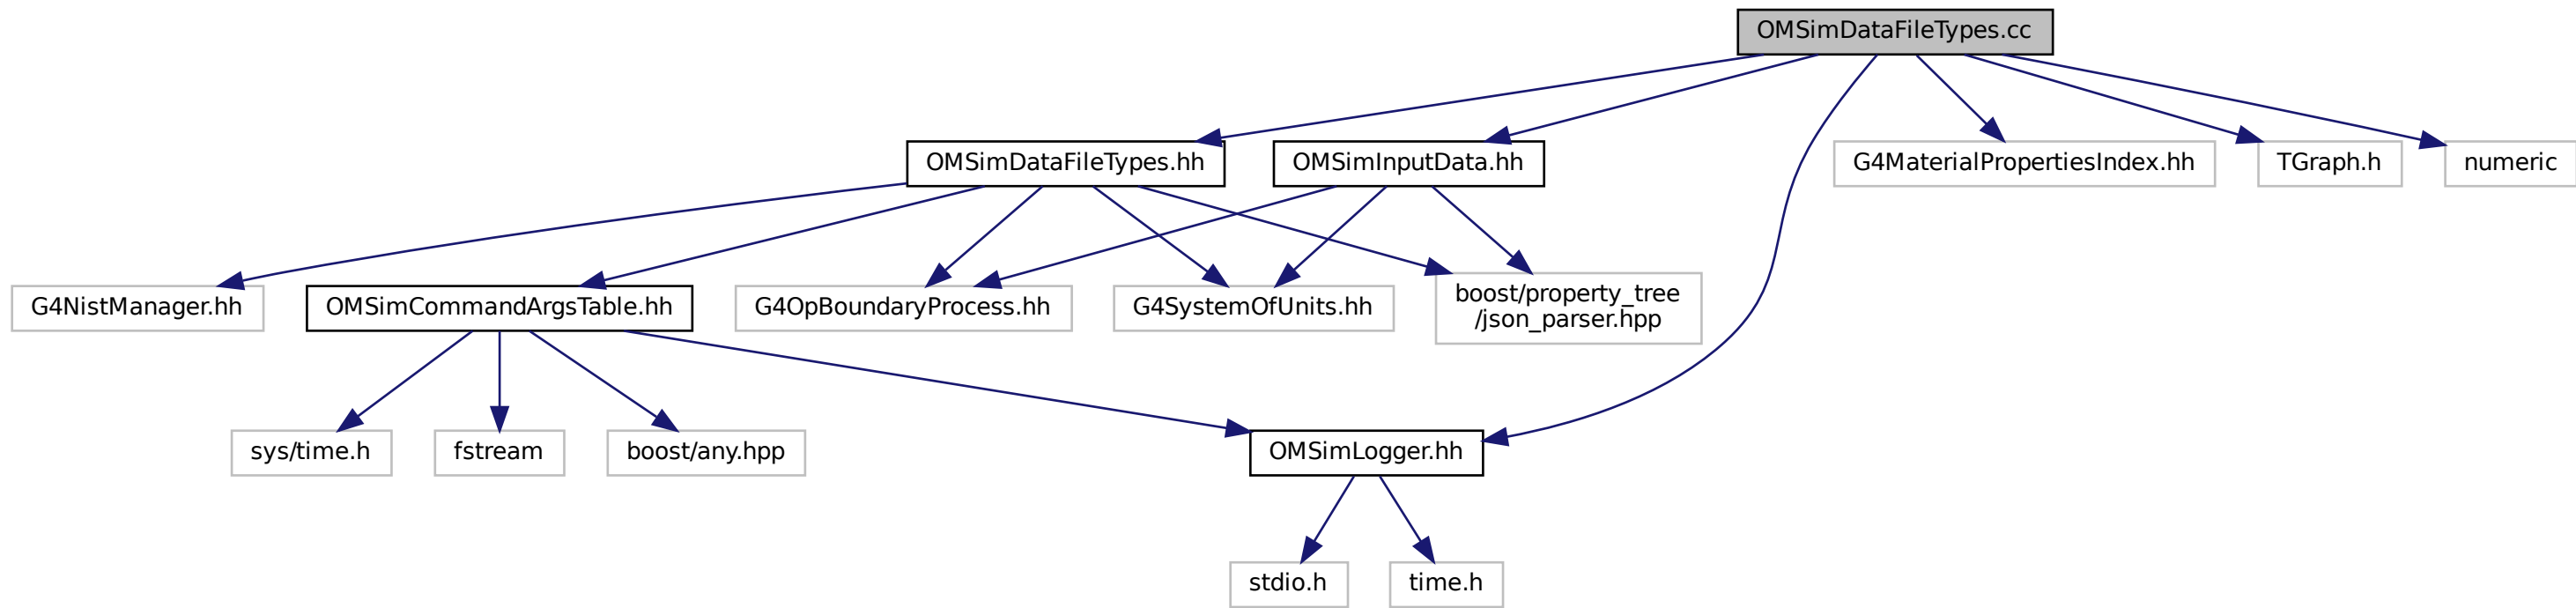 OMSimDataFileTypes.cc
OMSimDataFileTypes.hh
OMSimInputData.hh
G4MaterialPropertiesIndex.hh
TGraph.h
numeric
G4NistManager.hh
OMSimCommandArgsTable.hh
G4OpBoundaryProcess.hh
G4SystemOfUnits.hh
boost/property_tree
/json_parser.hpp
sys/time.h
fstream
boost/any.hpp
OMSimLogger.hh
stdio.h
time.h